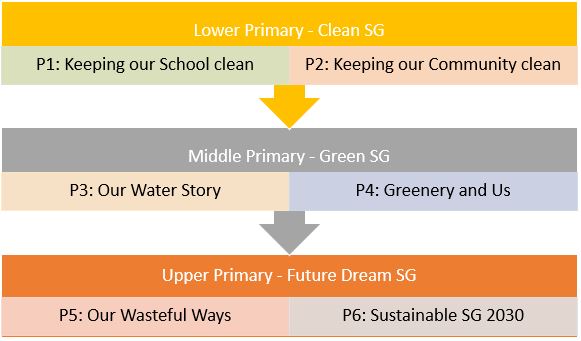 Lower Primary - Clean SG
P1: Keeping our School clean
P2: Keeping our Community clean
Middle Primary - Green SG
P3: Our Water Story
P4: Greenery and Us
Upper Primary - Future Dream SG
P5: Our Wasteful Ways
P6: Sustainable SG 2030